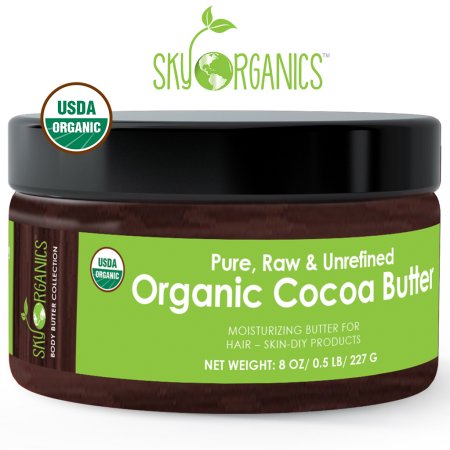 SKY ORGANICS™
USDA
ORGANIC
SKY ORGANICS
BODY BUTTER COLLECTION
USDA
ORGANIC
Pure, Raw & Unrefined
Organic Cocoa Butter
MOISTURIZING BUTTER FOR
HAIR – SKIN-DIY PRODUCTS
NET WEIGHT: 8 OZ/ 0.5 LB/ 227 G